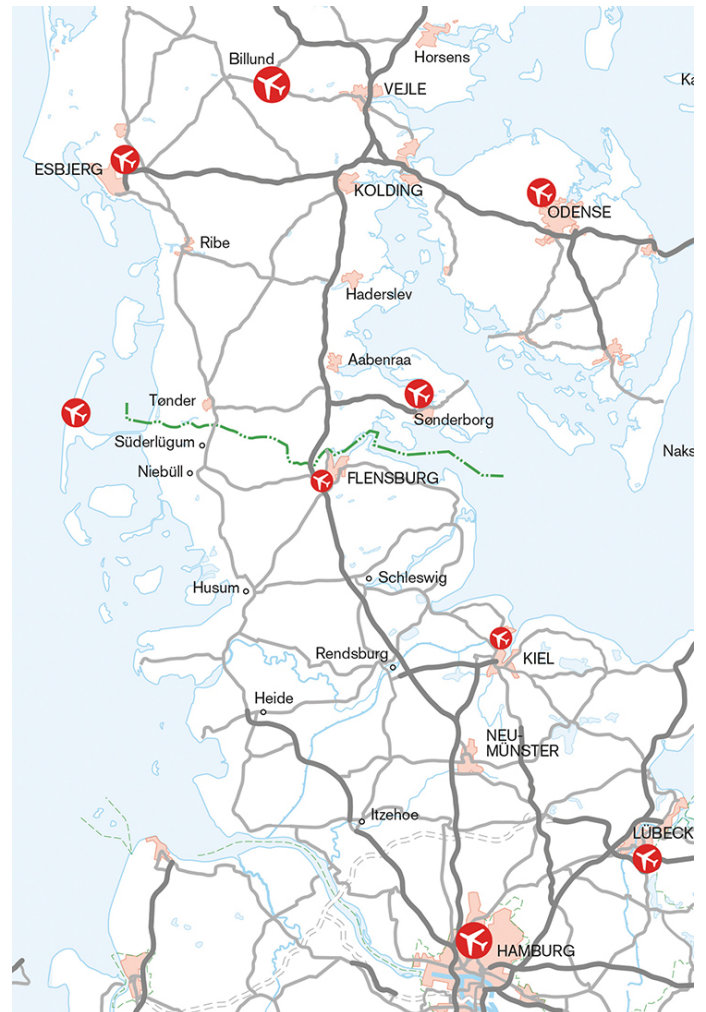 Billund
Horsens
VEJLE
Ka
ESBJERG
KOLDING
ODENSE
Ribe
Haderslev
Aabenraa
Tønder
Sønderborg
Süderlügum
Naks
Niebüll
FLENSBURG
Schleswig
Husum
Rendsburg
KIEL
Heide
NEU-
MÜNSTER
Itzehoe
LÜBECK
HAMBURG